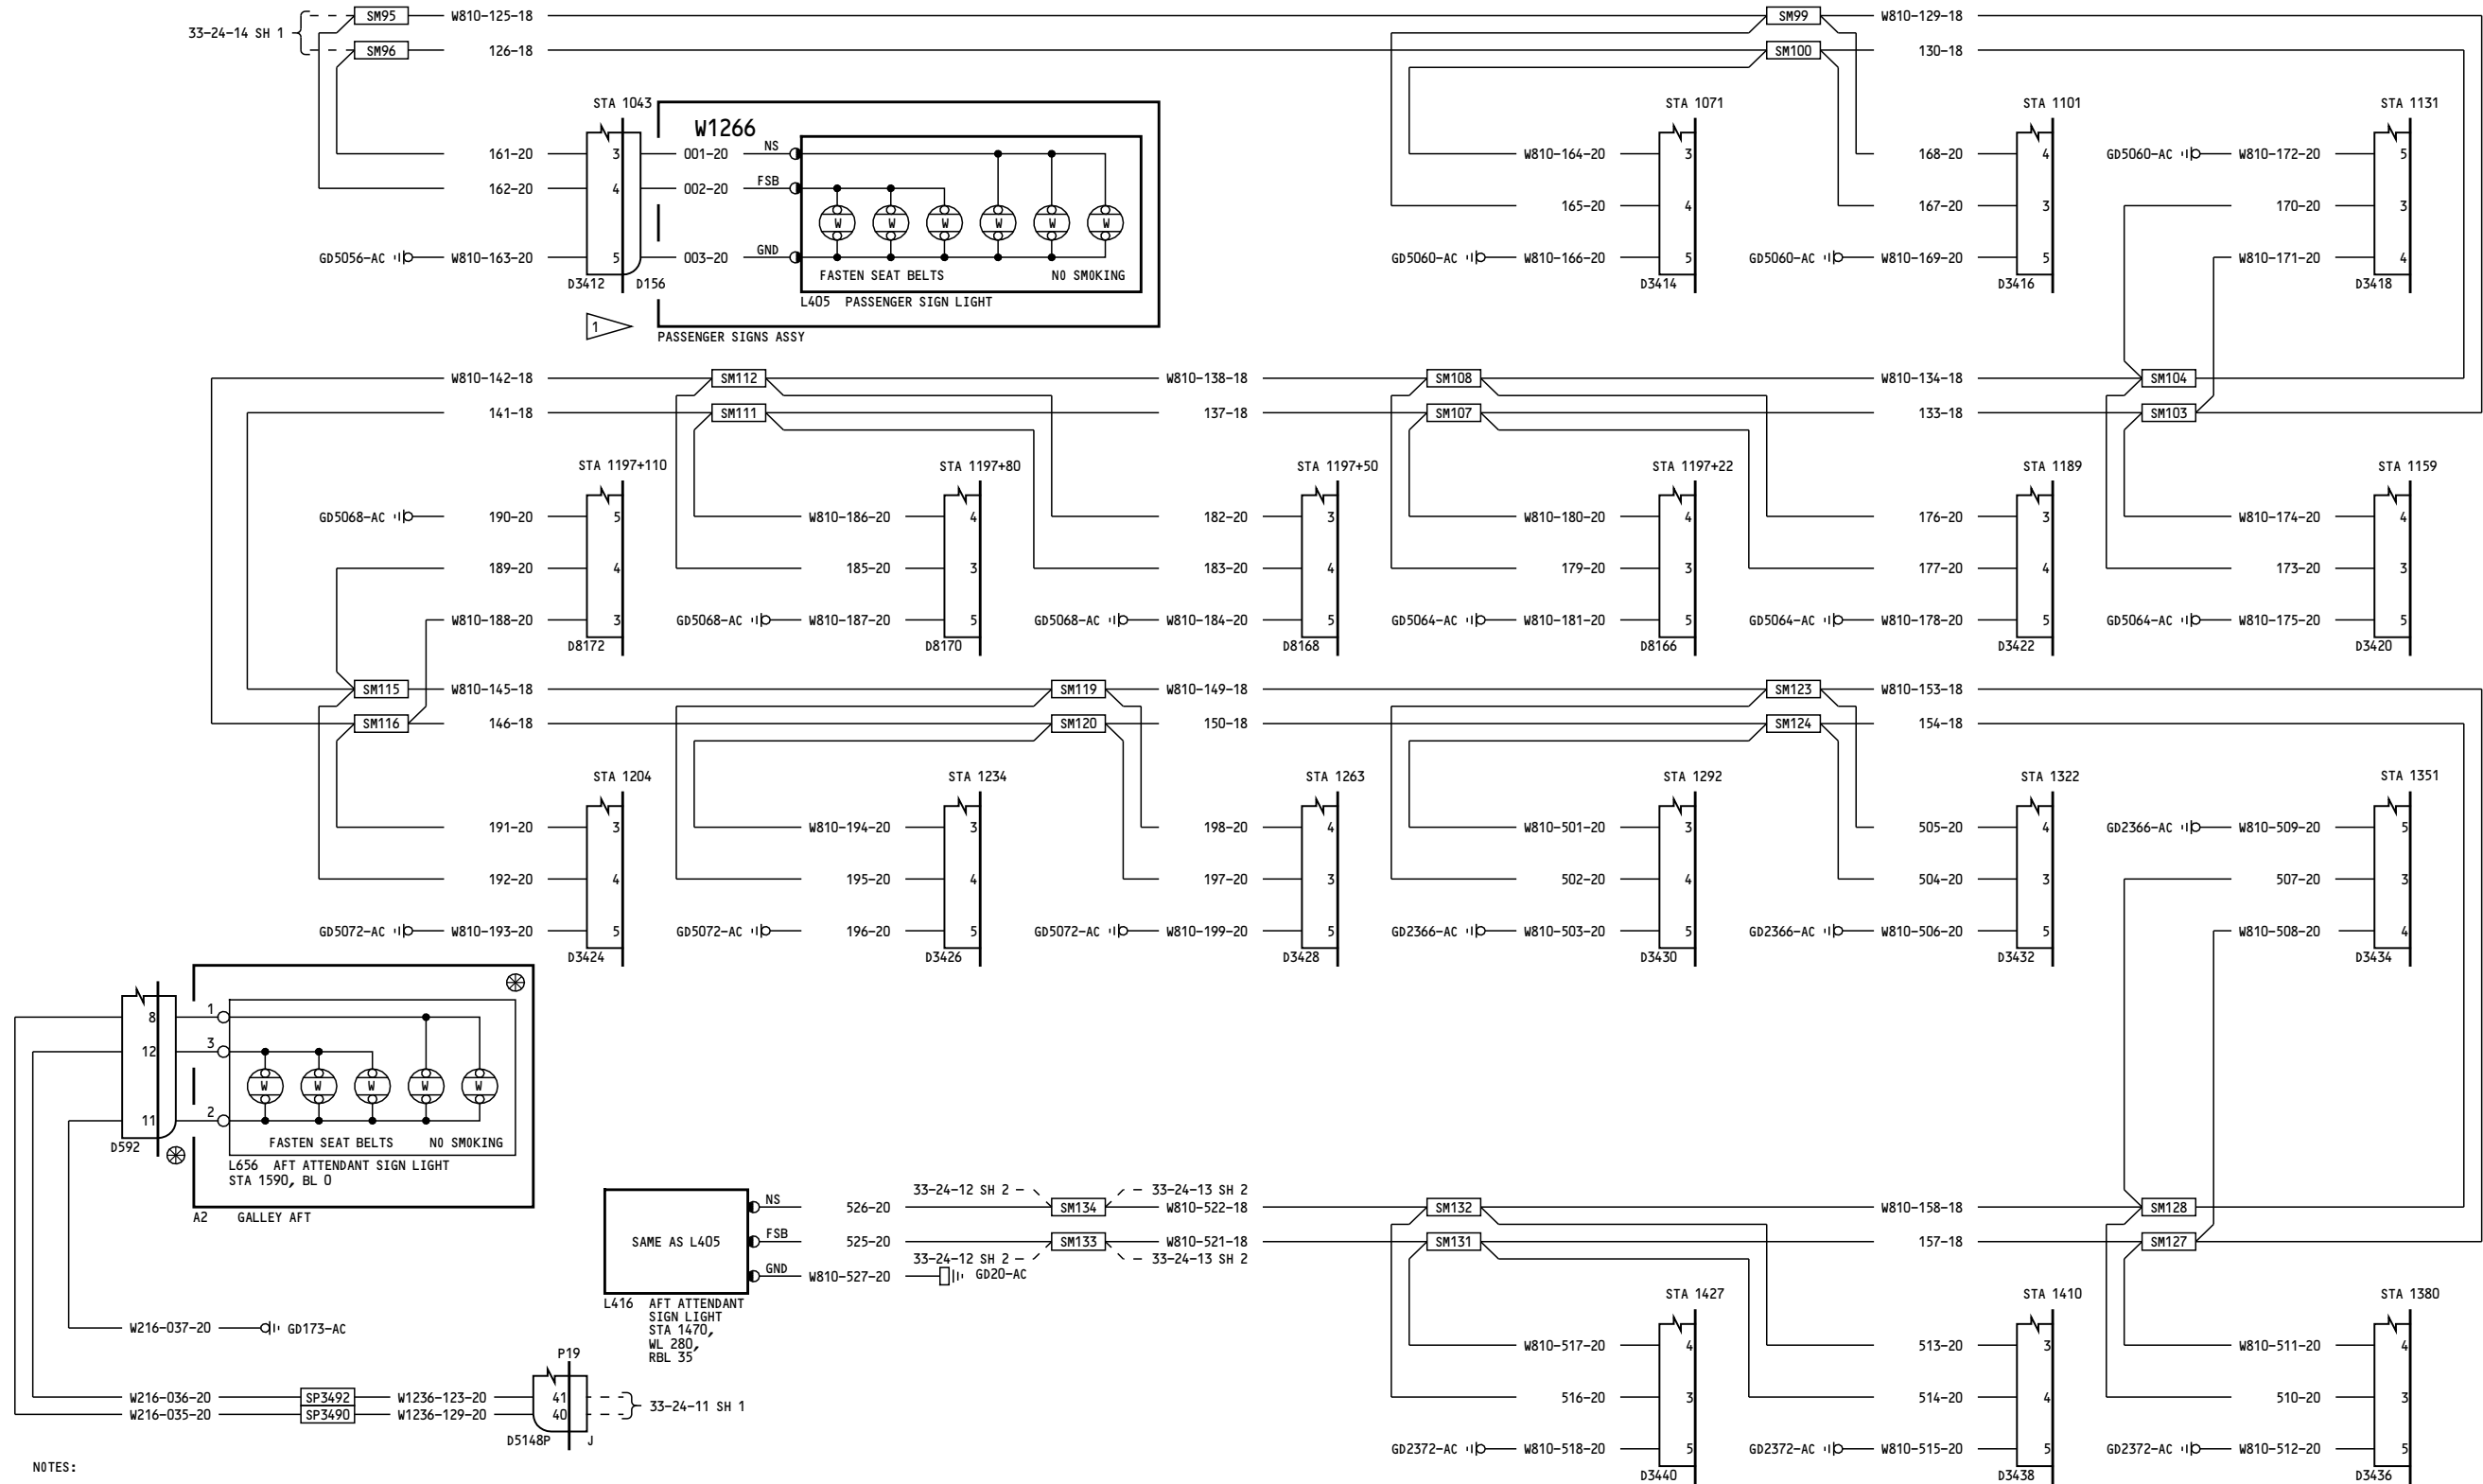 33-24-14 SH 1
SM95 W810-125-18 SM99 W810-129-18
SM96 126-18 SM100 130-18
STA 1043 STA 1071 STA 1101 STA 1131
W1266
161-20 3 001-20 NS W810-164-20 3 168-20 4 GD5060-AC W810-172-20 5
162-20 4 002-20 FSB
165-20 4 167-20 3 170-20 3
W W W W W W
GD5056-AC W810-163-20 5 003-20 GND GD5060-AC W810-166-20 5 GD5060-AC W810-169-20 5 W810-171-20 4
FASTEN SEAT BELTS NO SMOKING
D3412 D156 D3414 D3416 D3418
L405 PASSENGER SIGN LIGHT
1
PASSENGER SIGNS ASSY
W810-142-18 SM112 W810-138-18 SM108 W810-134-18 SM104
141-18 SM111 137-18 SM107 133-18 SM103
STA 1197+110 STA 1197+80 STA 1197+50 STA 1197+22 STA 1189 STA 1159
GD5068-AC 190-20 5 W810-186-20 4 182-20 3 W810-180-20 4 176-20 3 W810-174-20 4
189-20 4 185-20 3 183-20 4 179-20 3 177-20 4 173-20 3
W810-188-20 3 GD5068-AC W810-187-20 5 GD5068-AC W810-184-20 5 GD5064-AC W810-181-20 5 GD5064-AC W810-178-20 5 GD5064-AC W810-175-20 5
D8172 D8170 D8168 D8166 D3422 D3420
SM115 W810-145-18 SM119 W810-149-18 SM123 W810-153-18
SM116 146-18 SM120 150-18 SM124 154-18
STA 1204 STA 1234 STA 1263 STA 1292 STA 1322 STA 1351
191-20 3 W810-194-20 3 198-20 4 W810-501-20 3 505-20 4 GD2366-AC W810-509-20 5
192-20 4 195-20 4 197-20 3 502-20 4 504-20 3 507-20 3
GD5072-AC W810-193-20 5 GD5072-AC 196-20 5 GD5072-AC W810-199-20 5 GD2366-AC W810-503-20 5 GD2366-AC W810-506-20 5 W810-508-20 4
D3424 D3426 D3428 D3430 D3432 D3434
8 1
12 3
W W W W W
11 2
FASTEN SEAT BELTS NO SMOKING
D592
L656 AFT ATTENDANT SIGN LIGHT
STA 1590, BL 0
A2 GALLEY AFT
33-24-12 SH 2 33-24-13 SH 2
NS 526-20 SM134 W810-522-18 SM132 W810-158-18 SM128
SAME AS L405 FSB 525-20 SM133 W810-521-18 SM131 157-18 SM127
33-24-12 SH 2 33-24-13 SH 2
GND W810-527-20 GD20-AC
L416 AFT ATTENDANT
SIGN LIGHT
STA 1470,
WL 280,
RBL 35
STA 1427 STA 1410 STA 1380
W216-037-20 GD173-AC
W810-517-20 4 513-20 3 W810-511-20 4
P19
W216-036-20 SP3492 W1236-123-20 41
W216-035-20 SP3490 W1236-129-20 40
33-24-11 SH 1
516-20 3 514-20 4 510-20 3
D5148P J
GD2372-AC W810-518-20 5 GD2372-AC W810-515-20 5 GD2372-AC W810-512-20 5
D3440 D3438 D3436
NOTES: